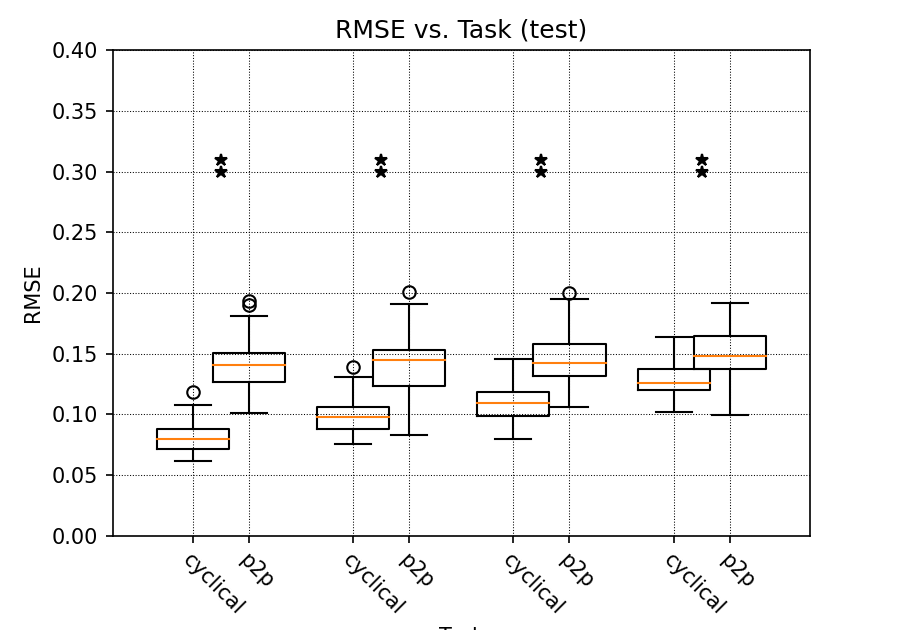 RMSE vs. Task (test)
0.40
0.35
0.30
0.25
0.20
0.15
0.10
0.05
0.00
RMSE
cyclical
p2p
cyclical
p2p
cyclical
p2p
cyclical
p2p